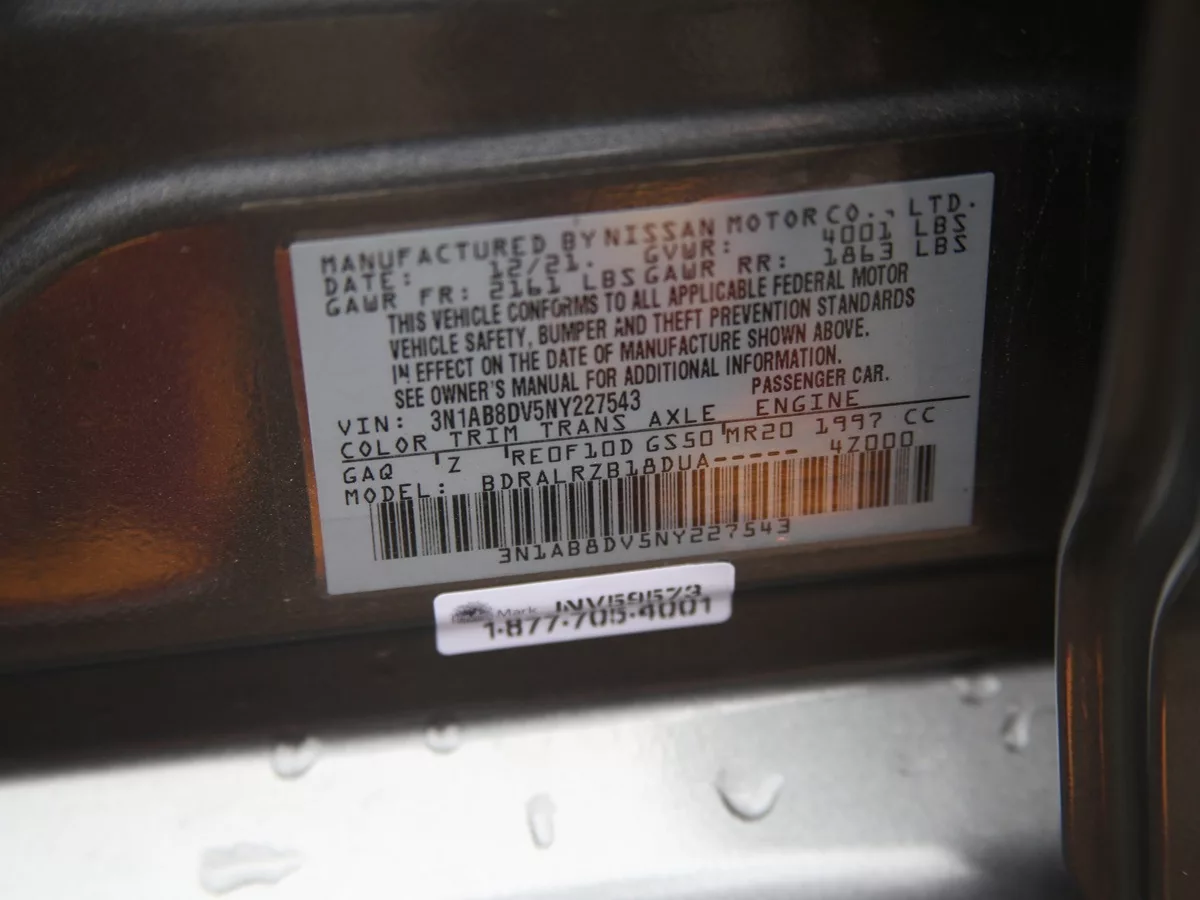 MANUFACTURED BY NISSAN MOTOR CO., LTD.
DATE: 12/21. GVWR: 4001 LBS
GAWR FR: 2161 LBS GAWR RR: 1863 LBS
THIS VEHICLE CONFORMS TO ALL APPLICABLE FEDERAL MOTOR
VEHICLE SAFETY, BUMPER AND THEFT PREVENTION STANDARDS
IN EFFECT ON THE DATE OF MANUFACTURE SHOWN ABOVE.
SEE OWNER'S MANUAL FOR ADDITIONAL INFORMATION.
VIN: 3N1AB8DV5NY227543 PASSENGER CAR.
COLOR TRIM TRANS AXLE ENGINE
GAQ Z RE0F10D GS50 MR20 1997 CC
MODEL: BDRALRZB18DUA----- 4Z000
3N1AB8DV5NY227543
Mark
1-877-705-4001